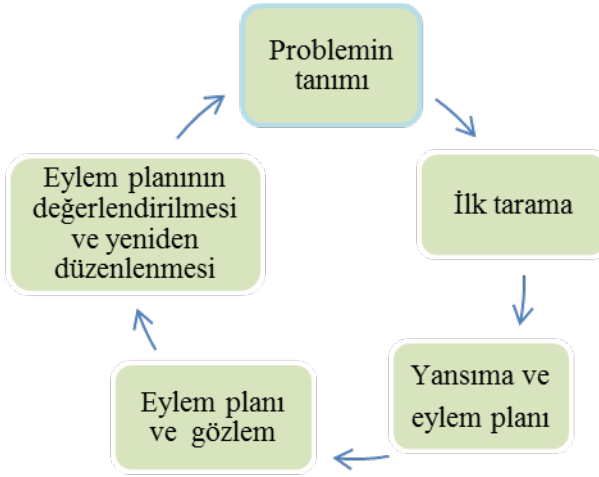 Problemin
tanımı
İlk tarama
Yansıma ve
eylem planı
Eylem planı
ve gözlem
Eylem planının
değerlendirilmesi
ve yeniden
düzenlenmesi